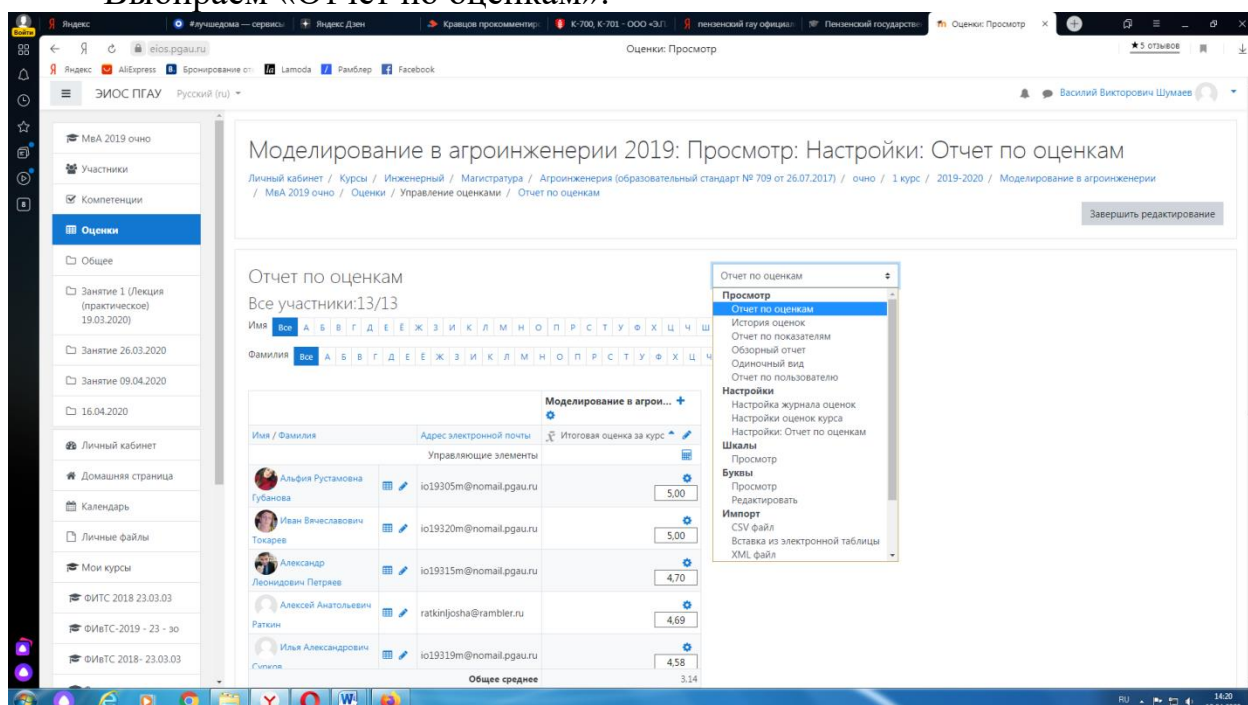 Выбираем «Отчет по оценкам».
Войти
Яндекс
#лучшедома — сервисы
Яндекс Дзен
Кравцов прокомментиро
К-700, К-701 - ООО «ЭЛ
пензенский гау официал
Пензенский государстве
Оценки: Просмотр
eios.pgau.ru
Оценки: Просмотр
★5 отзывов
Яндекс
AliExpress
Бронирование от
Lamoda
Рамблер
Facebook
ЭИОС ПГАУ
Русский (ru)
Василий Викторович Шумаев
МвА 2019 очно
Участники
Компетенции
Оценки
Общее
Занятие 1 (Лекция
(практическое)
19.03.2020)
Занятие 26.03.2020
Занятие 09.04.2020
16.04.2020
Личный кабинет
Домашняя страница
Календарь
Личные файлы
Мои курсы
ФИТС 2018 23.03.03
ФИвТС-2019 - 23 - зо
ФИвТС 2018- 23.03.03
Моделирование в агроинженерии 2019: Просмотр: Настройки: Отчет по оценкам
Личный кабинет / Курсы / Инженерный / Магистратура / Агроинженерия (образовательный стандарт № 709 от 26.07.2017) / очно / 1 курс / 2019-2020 / Моделирование в агроинженерии
/ МвА 2019 очно / Оценки / Управление оценками / Отчет по оценкам
Завершить редактирование
Отчет по оценкам
Все участники:13/13
Имя Все А Б В Г Д Е Ё Ж З И К Л М Н О П Р С Т У Ф Х Ц Ч Ш
Фамилия Все А Б В Г Д Е Ё Ж З И К Л М Н О П Р С Т У Ф Х Ц Ч
Отчет по оценкам
Просмотр
Отчет по оценкам
История оценок
Отчет по показателям
Обзорный отчет
Одиночный вид
Отчет по пользователю
Настройки
Настройка журнала оценок
Настройки оценок курса
Настройки: Отчет по оценкам
Шкалы
Просмотр
Буквы
Просмотр
Редактировать
Импорт
CSV файл
Вставка из электронной таблицы
XML файл
Моделирование в агрои...
Имя / Фамилия
Адрес электронной почты
Итоговая оценка за курс
Управляющие элементы
Альфия Рустамовна
Губанова
io19305m@nomail.pgau.ru
5,00
Иван Вячеславович
Токарев
io19320m@nomail.pgau.ru
5,00
Александр
Леонидович Петряев
io19315m@nomail.pgau.ru
4,70
Алексей Анатольевич
Раткин
ratkinljosha@rambler.ru
4,69
Илья Александрович
Сурков
io19319m@nomail.pgau.ru
4,58
Общее среднее
3.14
RU
14:20